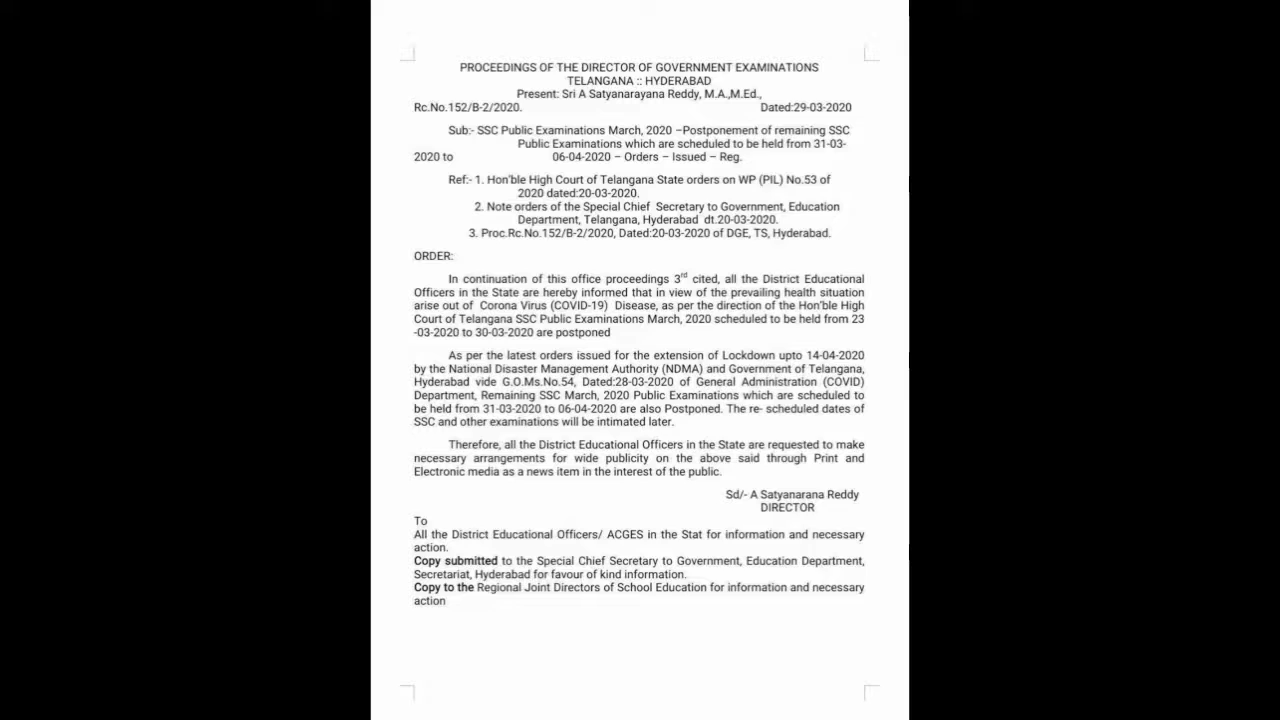 PROCEEDINGS OF THE DIRECTOR OF GOVERNMENT EXAMINATIONS
TELANGANA :: HYDERABAD
Present: Sri A Satyanarayana Reddy, M.A.,M.Ed.,
Rc.No.152/B-2/2020. Dated:29-03-2020
Sub:- SSC Public Examinations March, 2020 –Postponement of remaining SSC
Public Examinations which are scheduled to be held from 31-03-
2020 to 06-04-2020 – Orders – Issued – Reg.
Ref:- 1. Hon'ble High Court of Telangana State orders on WP (PIL) No.53 of
2020 dated:20-03-2020.
2. Note orders of the Special Chief Secretary to Government, Education
Department, Telangana, Hyderabad dt.20-03-2020.
3. Proc.Rc.No.152/B-2/2020, Dated:20-03-2020 of DGE, TS, Hyderabad.
ORDER:
In continuation of this office proceedings 3rd cited, all the District Educational
Officers in the State are hereby informed that in view of the prevailing health situation
arise out of Corona Virus (COVID-19) Disease, as per the direction of the Hon'ble High
Court of Telangana SSC Public Examinations March, 2020 scheduled to be held from 23
-03-2020 to 30-03-2020 are postponed
As per the latest orders issued for the extension of Lockdown upto 14-04-2020
by the National Disaster Management Authority (NDMA) and Government of Telangana,
Hyderabad vide G.O.Ms.No.54, Dated:28-03-2020 of General Administration (COVID)
Department, Remaining SSC March, 2020 Public Examinations which are scheduled to
be held from 31-03-2020 to 06-04-2020 are also Postponed. The re- scheduled dates of
SSC and other examinations will be intimated later.
Therefore, all the District Educational Officers in the State are requested to make
necessary arrangements for wide publicity on the above said through Print and
Electronic media as a news item in the interest of the public.
Sd/- A Satyanarana Reddy
DIRECTOR
To
All the District Educational Officers/ ACGES in the Stat for information and necessary
action.
Copy submitted to the Special Chief Secretary to Government, Education Department,
Secretariat, Hyderabad for favour of kind information.
Copy to the Regional Joint Directors of School Education for information and necessary
action